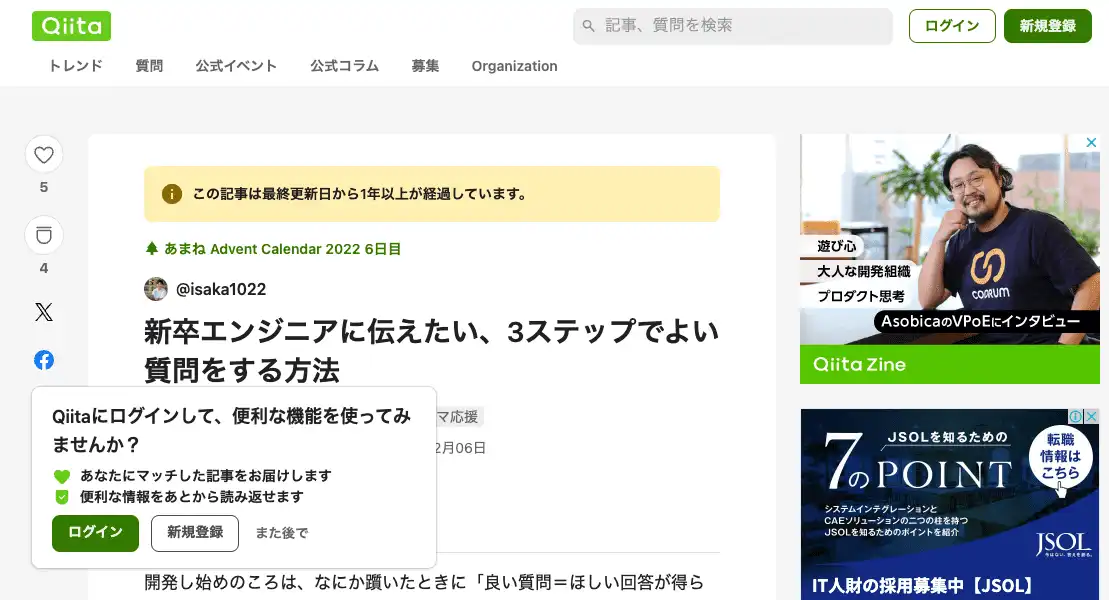 Qiita
記事、質問を検索
ログイン
新規登録
トレンド
質問
公式イベント
公式コラム
募集
Organization
5
4
この記事は最終更新日から1年以上が経過しています。
あまね Advent Calendar 2022 6日目
@isaka1022
新卒エンジニアに伝えたい、3ステップでよい
質問をする方法
マ応援
2月06日
Qiitaにログインして、便利な機能を使ってみ
ませんか？
あなたにマッチした記事をお届けします
便利な情報をあとから読み返せます
ログイン
新規登録
また後で
開発し始めのころは、なにか躓いたときに「良い質問＝ほしい回答が得ら
遊び心
大人な開発組織
プロダクト思考
COARUM
AsobicaのVPoEにインタビュー
Qiita Zine
JSOLを知るための
7のPOINT
転職
情報は
こちら
システムインテグレーションと
CAEソリューションの二つの柱を持つ
JSOLを知るためのポイントを紹介
JSOL
IT人財の採用募集中【JSOL】